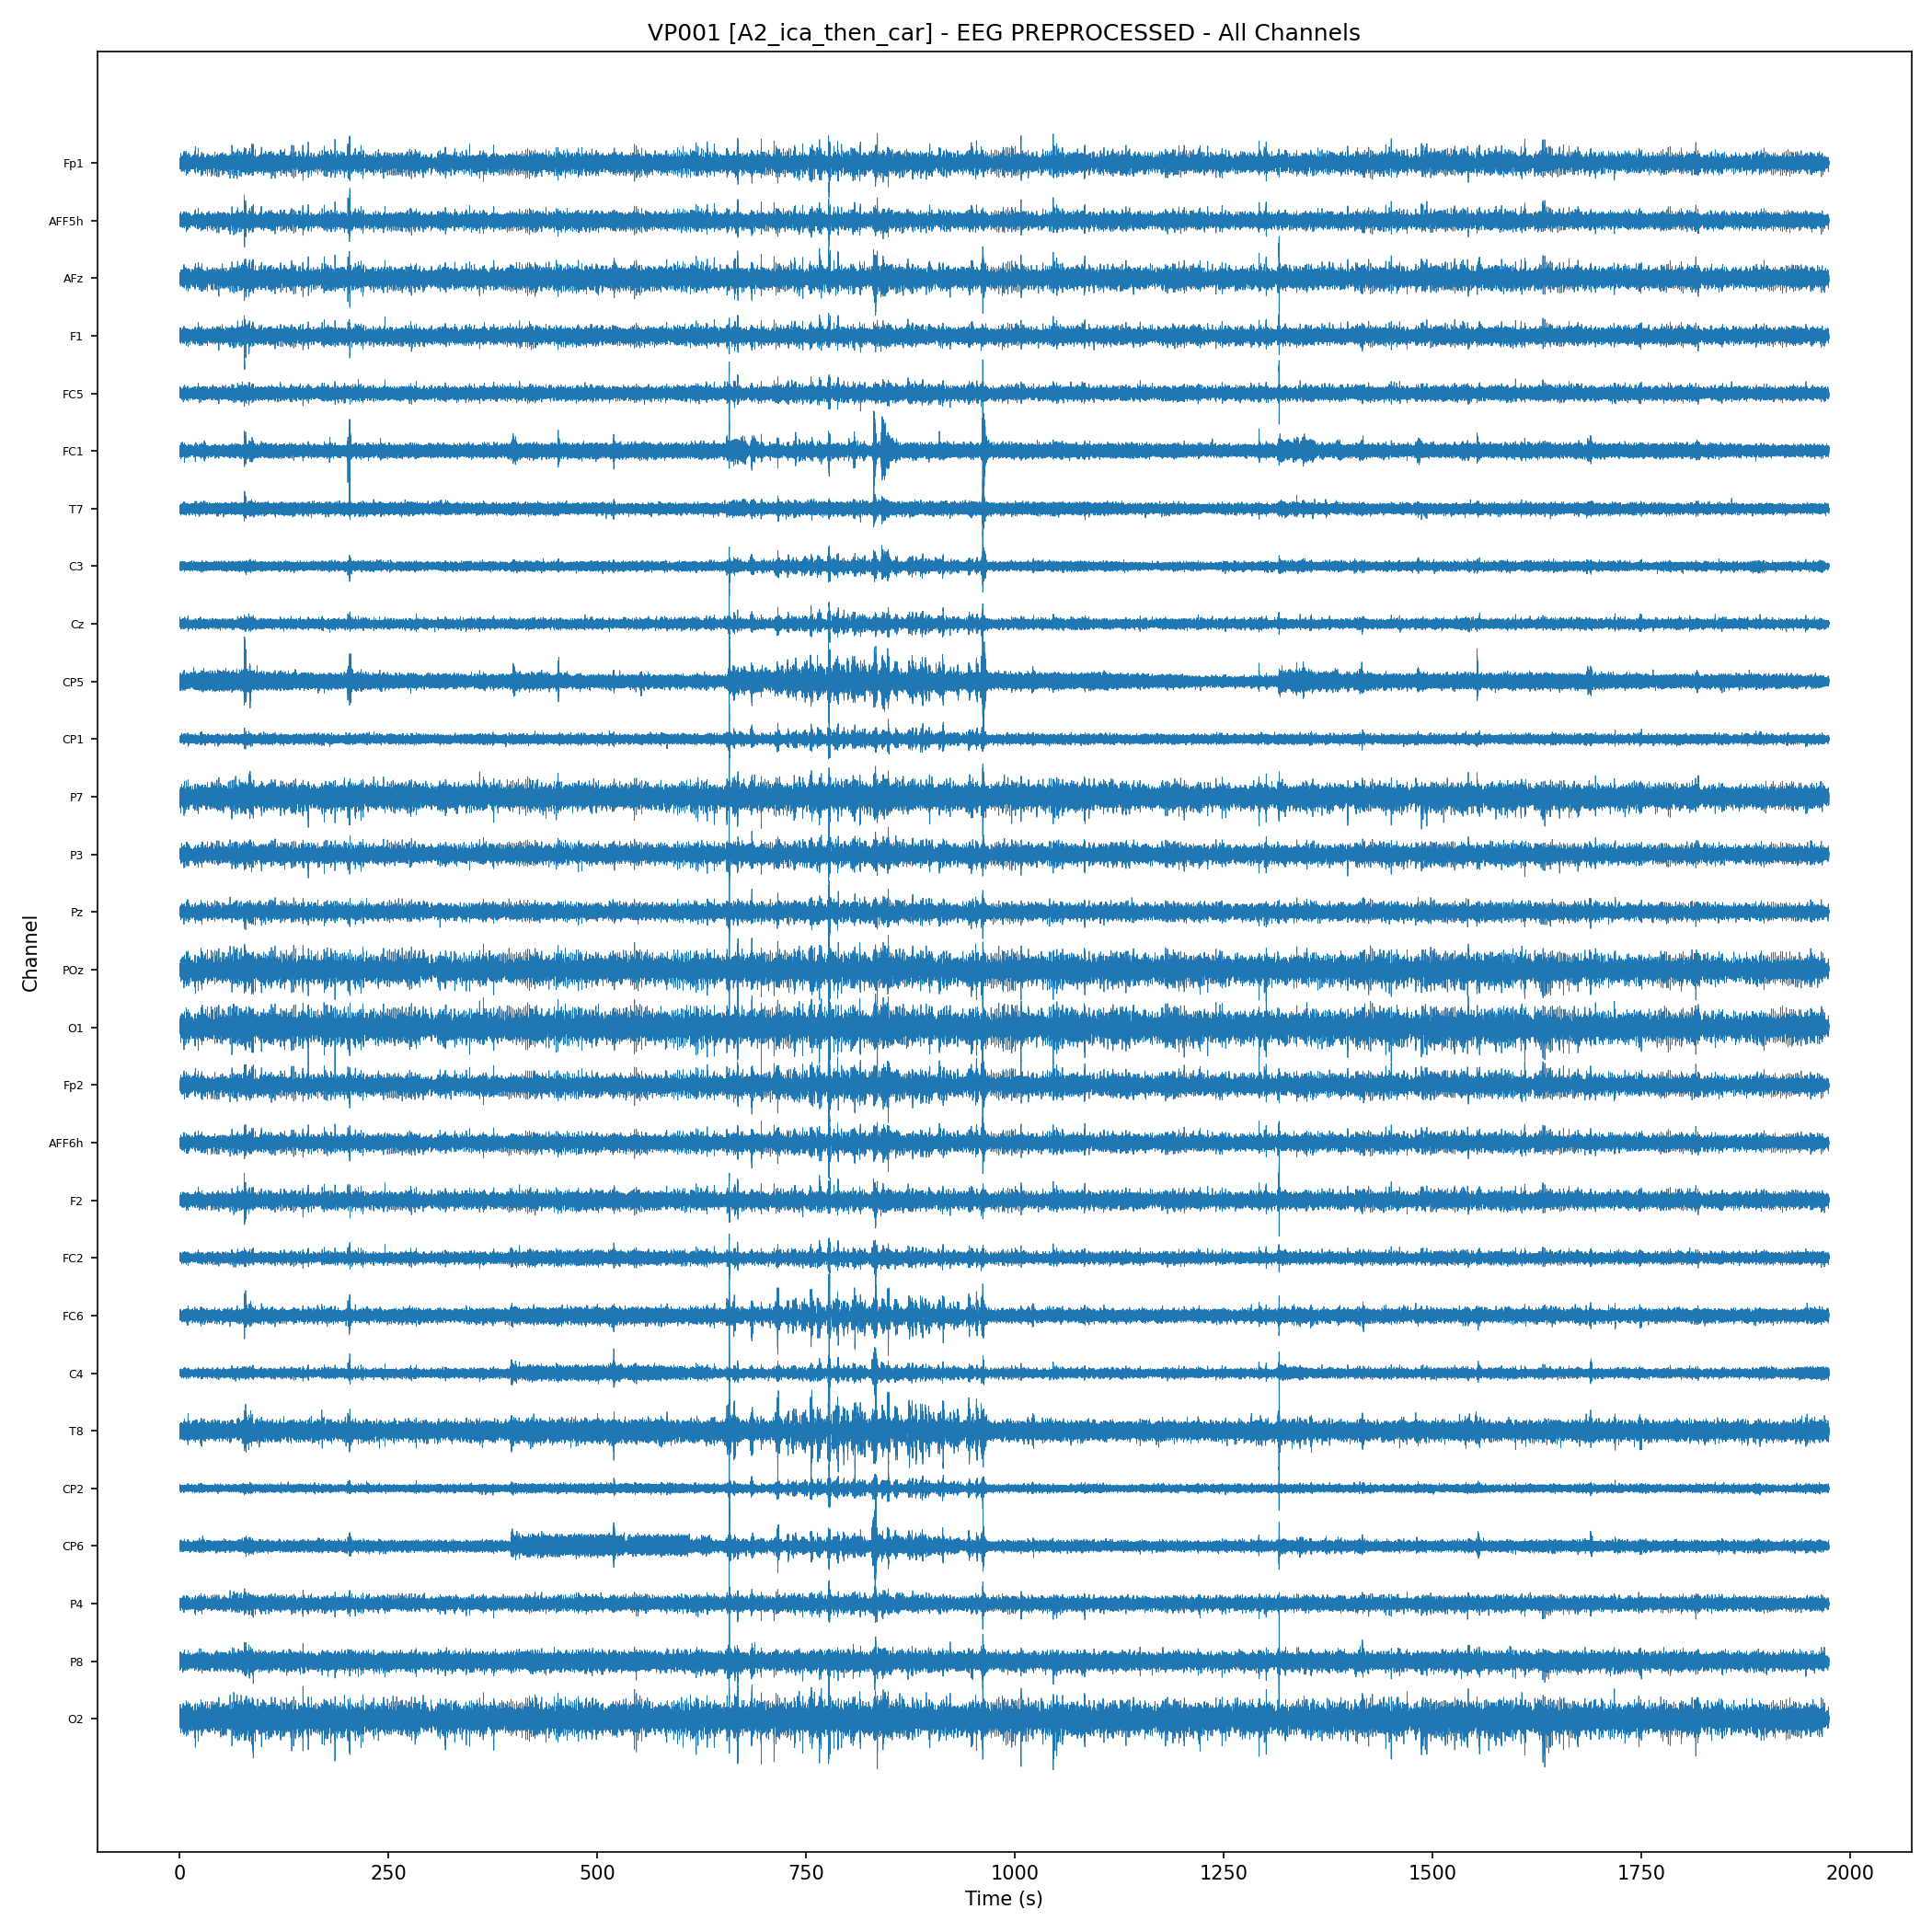 VP001 [A2_ica_then_car] - EEG PREPROCESSED - All Channels
Fp1
AFF5h
AFz
F1
FC5
FC1
T7
C3
Cz
CP5
CP1
P7
P3
Pz
POz
O1
Fp2
AFF6h
F2
FC2
FC6
C4
T8
CP2
CP6
P4
P8
O2
Channel
0 250 500 750 1000 1250 1500 1750 2000
Time (s)